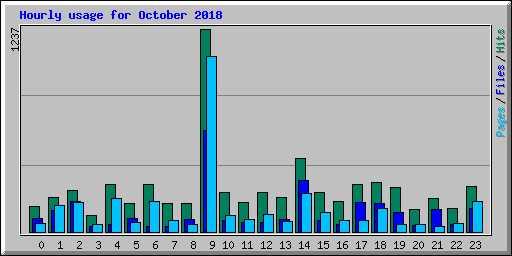 Hourly usage for October 2018
1237
Pages / Files / Hits
0 1 2 3 4 5 6 7 8 9 10 11 12 13 14 15 16 17 18 19 20 21 22 23